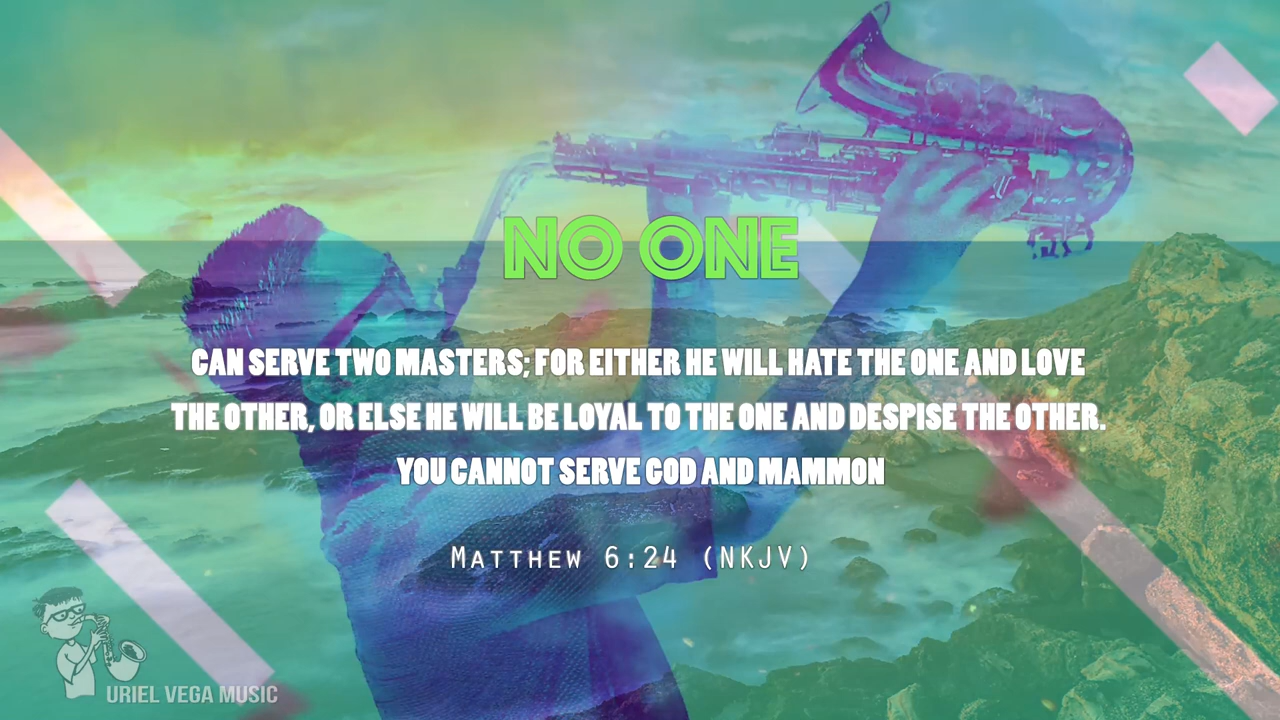 NO ONE
CAN SERVE TWO MASTERS; FOR EITHER HE WILL HATE THE ONE AND LOVE
THE OTHER, OR ELSE HE WILL BE LOYAL TO THE ONE AND DESPISE THE OTHER.
YOU CANNOT SERVE GOD AND MAMMON
Matthew 6:24 (NKJV)
URIEL VEGA MUSIC